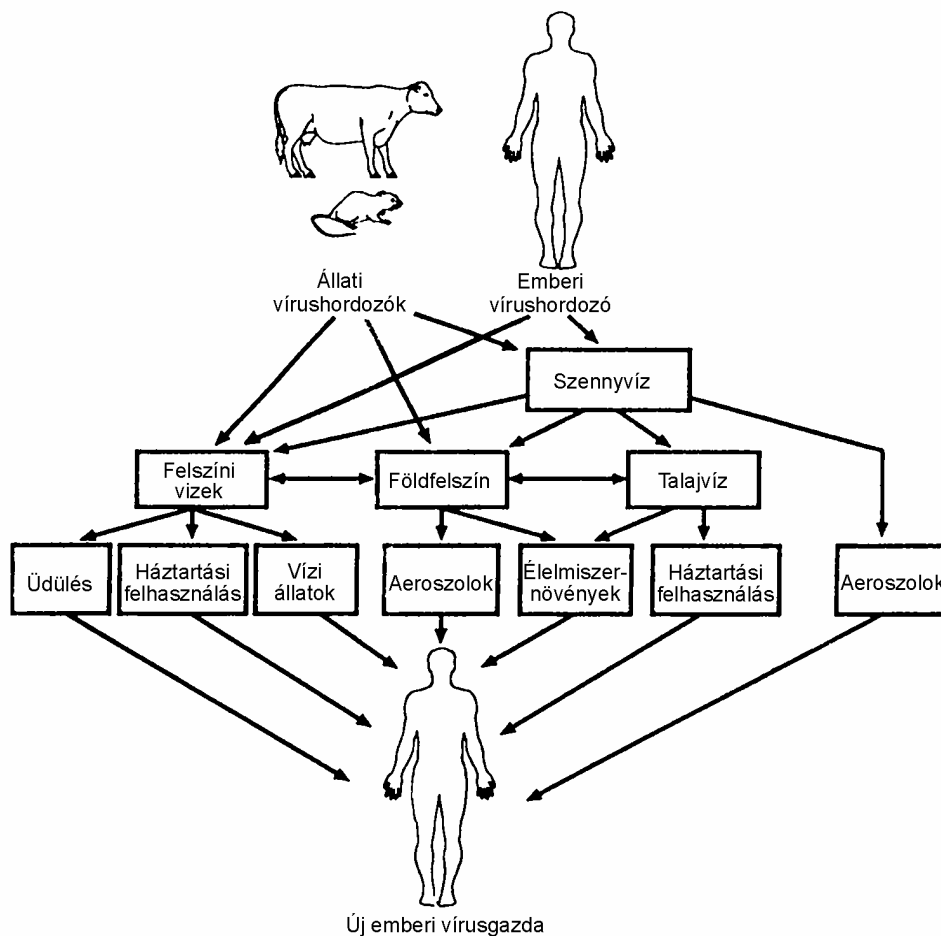 Állati
vírushordozók
Emberi
vírushordozó
Szennyvíz
Felszíni
vizek
Földfelszín
Talajvíz
Üdülés
Háztartási
felhasználás
Vízi
állatok
Aeroszolok
Élelmiszer-
növények
Háztartási
felhasználás
Aeroszolok
Új emberi vírusgazda